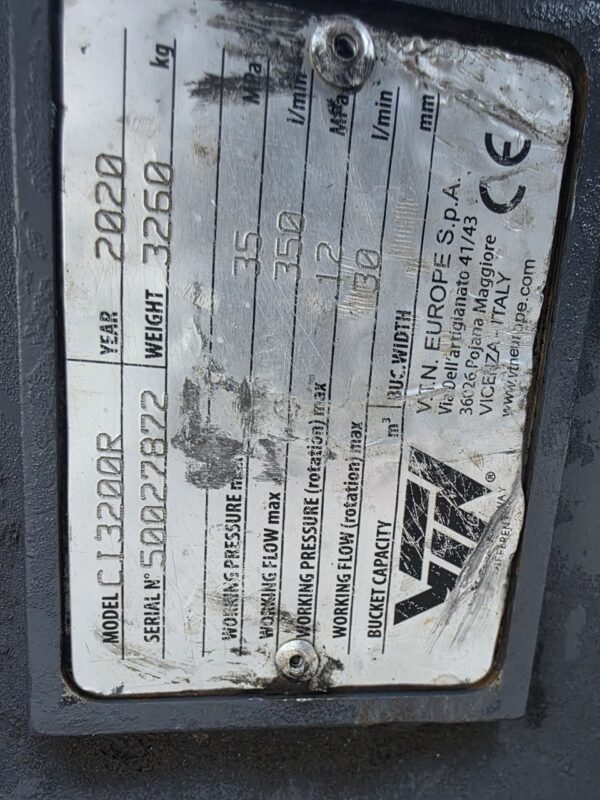 MODEL CI3200R YEAR 2020
SERIAL N° 50027872 WEIGHT 3260 kg
WORKING PRESSURE max 35 MPa
WORKING FLOW max 350 l/min
WORKING PRESSURE (rotation) max 12 MPa
WORKING FLOW (rotation) max 30 l/min
BUCKET CAPACITY m³ BUC.WIDTH mm
VTN®
V.T.N. EUROPE S.p.A.
Via Dell'artigianato 41/43
36026 Pojana Maggiore
VICENZA, ITALY
www.vtneurope.com
CE